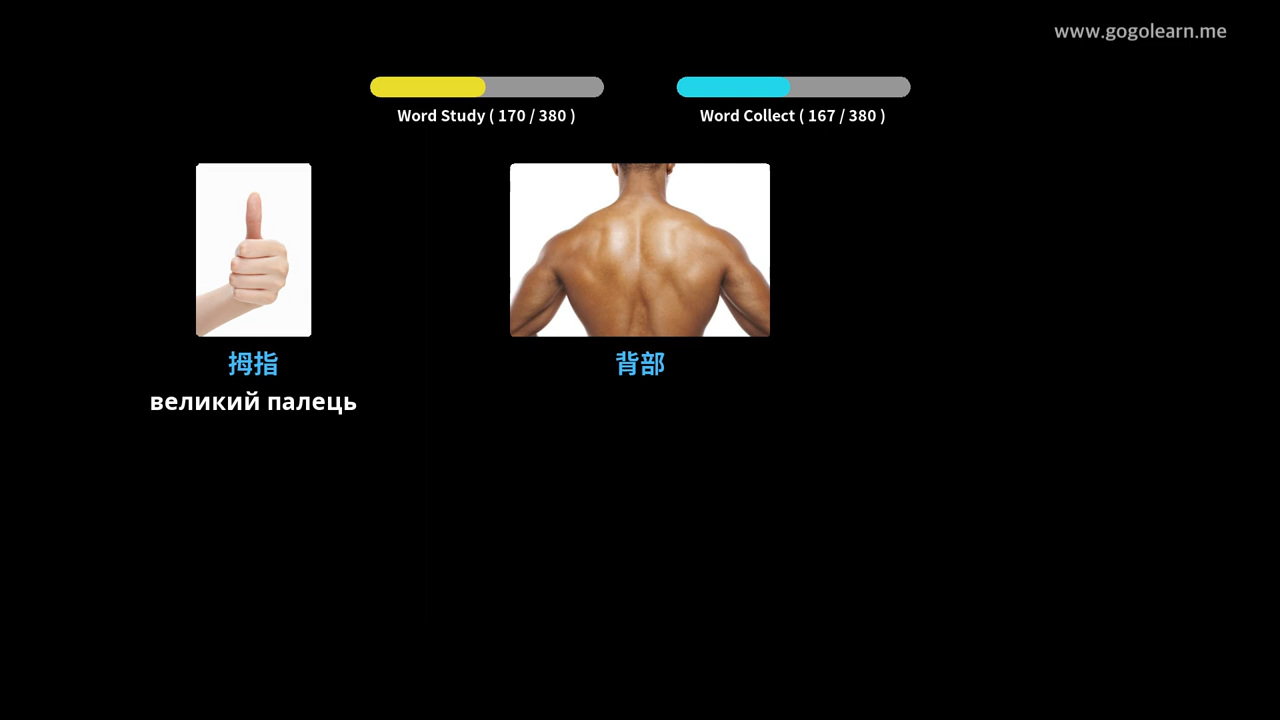 www.gogolearn.me
Word Study ( 170 / 380 )
Word Collect ( 167 / 380 )
拇指
背部
великий палець